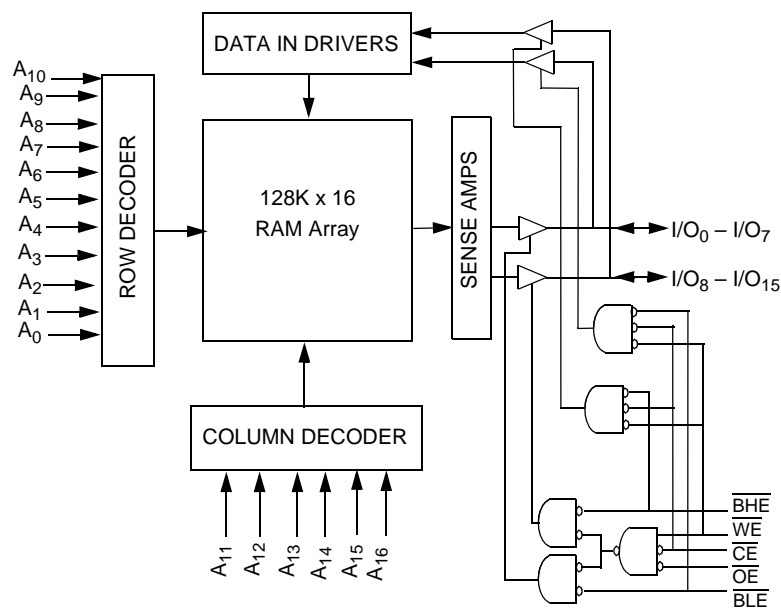 DATA IN DRIVERS
A10
A9
A8
A7
A6
A5
A4
A3
A2
A1
A0
ROW DECODER
128K x 16
RAM Array
SENSE AMPS
I/O0 – I/O7
I/O8 – I/O15
COLUMN DECODER
A11
A12
A13
A14
A15
A16
BHE
WE
CE
OE
BLE